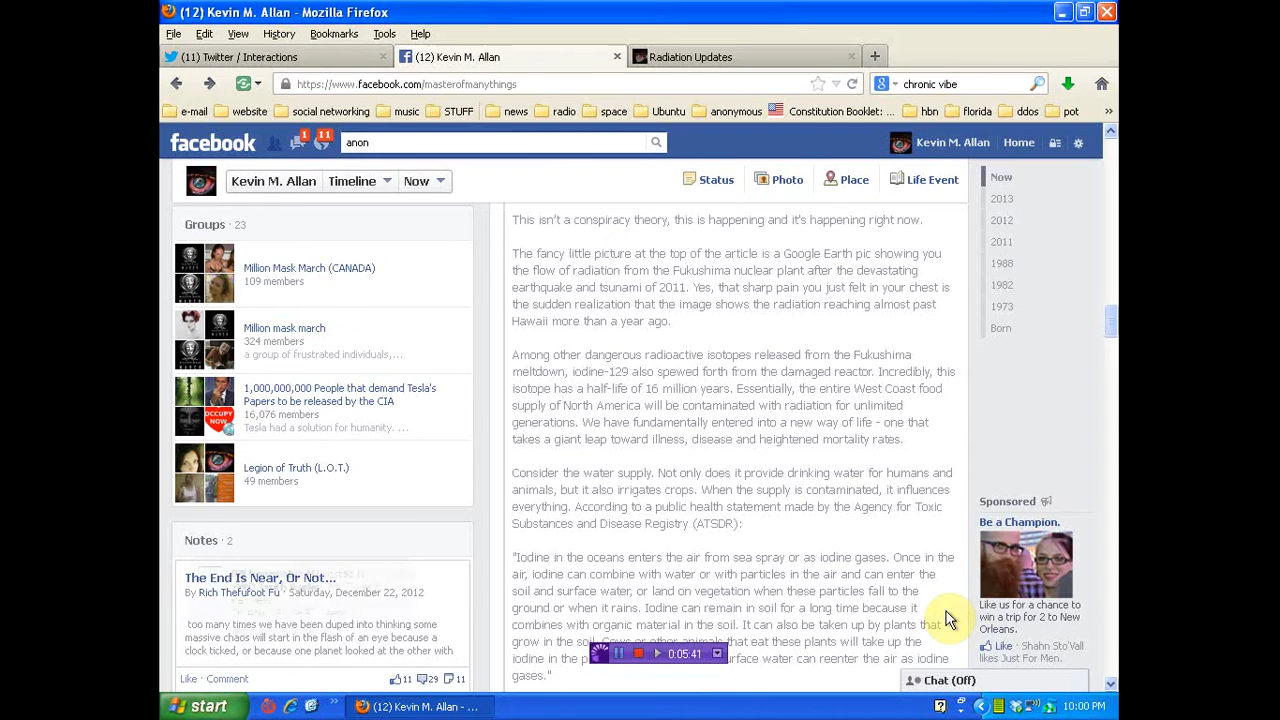 (12) Kevin M. Allan - Mozilla Firefox
File Edit View History Bookmarks Tools Help
(11) Twitter / Interactions
(12) Kevin M. Allan
Radiation Updates
https://www.facebook.com/masterofmanythings
chronic vibe
e-mail website social networking music STUFF news radio space Ubuntu anonymous Constitution Booklet:... hbn florida ddos pot
facebook 1 11 anon Kevin M. Allan Home
Kevin M. Allan Timeline Now Status Photo Place Life Event
Groups · 23
Million Mask March (CANADA)
109 members
Million mask march
324 members
a group of frustrated individuals,...
1,000,000,000 People that demand Tesla's
Papers to be released by the CIA
16,076 members
Tesla had a solution for humanity. ...
OCCUPY
NOW
Legion of Truth (L.O.T.)
49 members
Notes · 2
The End Is Near, Or Not...
By Rich Thefufoot Fu · Saturday, December 22, 2012
too many times we have been duped into thinking some
massive chaos will start in the flash of an eye because a
clock ticked, or because one planet looked at the other with
Like · Comment 11 29 11
This isn't a conspiracy theory, this is happening and it's happening right now.
The fancy little picture at the top of the article is a Google Earth pic showing you
the flow of radiation from the Fukushima nuclear plant after the devastating
earthquake and tsunami of 2011. Yes, that sharp pain you just felt in your chest is
the sudden realization that the image shows the radiation reaching almost past
Hawaii more than a year ago.
Among other dangerous radioactive isotopes released from the Fukushima
meltdown, iodine-129 also spewed forth from the damaged reactor. Incredibly, this
isotope has a half-life of 16 million years. Essentially, the entire West Coast food
supply of North America will be contaminated with radiation for unlimited
generations. We have fundamentally entered into a new way of life - one that
takes a giant leap toward illness, disease and heightened mortality rates.
Consider the water supply. Not only does it provide drinking water for humans and
animals, but it also irrigates crops. When the supply is contaminated, it influences
everything. According to a public health statement made by the Agency for Toxic
Substances and Disease Registry (ATSDR):
"Iodine in the oceans enters the air from sea spray or as iodine gases. Once in the
air, iodine can combine with water or with particles in the air and can enter the
soil and surface water, or land on vegetation when these particles fall to the
ground or when it rains. Iodine can remain in soil for a long time because it
combines with organic material in the soil. It can also be taken up by plants that
grow in the soil. Cows or other animals that eat these plants will take up the
iodine in the p urface water can reenter the air as iodine
gases."
0:05:41
Now
2013
2012
2011
1988
1982
1973
Born
Sponsored
Be a Champion.
Like us for a chance to
win a trip for 2 to New
Orleans.
Like · Shahn Sto'Vall
likes Just For Men.
Chat (Off)
start
(12) Kevin M. Allan - ...
10:00 PM